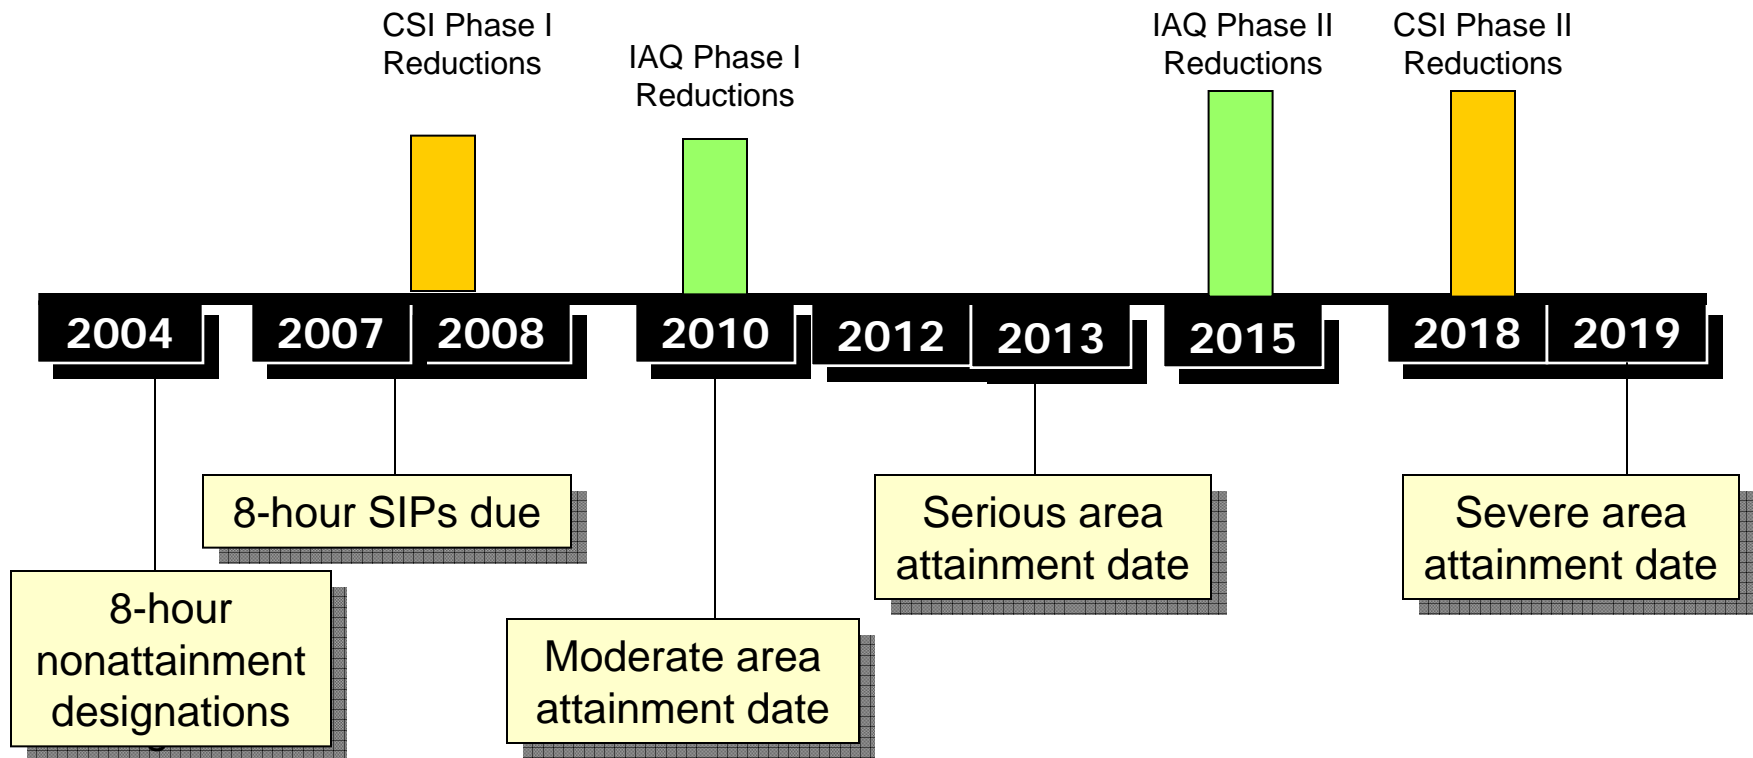 CSI Phase I
Reductions
IAQ Phase I
Reductions
IAQ Phase II
Reductions
CSI Phase II
Reductions
2004
2007
2008
2010
2012
2013
2015
2018
2019
8-hour SIPs due
Serious area
attainment date
Severe area
attainment date
8-hour
nonattainment
designations
Moderate area
attainment date